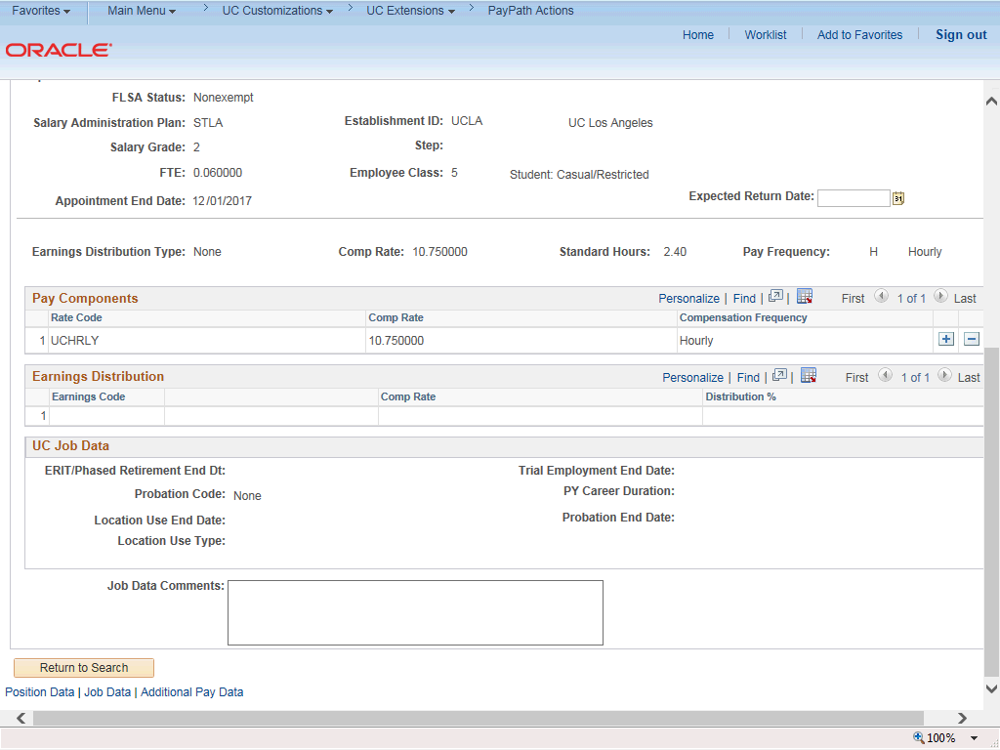 Favorites Main Menu UC Customizations UC Extensions PayPath Actions
Home Worklist Add to Favorites Sign out
ORACLE
FLSA Status: Nonexempt
Salary Administration Plan: STLA Establishment ID: UCLA UC Los Angeles
Salary Grade: 2 Step:
FTE: 0.060000 Employee Class: 5 Student: Casual/Restricted
Appointment End Date: 12/01/2017 Expected Return Date: 31
Earnings Distribution Type: None Comp Rate: 10.750000 Standard Hours: 2.40 Pay Frequency: H Hourly
Pay Components Personalize | Find | | First 1 of 1 Last
Rate Code Comp Rate Compensation Frequency
1 UCHRLY 10.750000 Hourly
Earnings Distribution Personalize | Find | | First 1 of 1 Last
Earnings Code Comp Rate Distribution %
1
UC Job Data
ERIT/Phased Retirement End Dt: Trial Employment End Date:
Probation Code: None PY Career Duration:
Location Use End Date: Probation End Date:
Location Use Type:
Job Data Comments:
Return to Search
Position Data | Job Data | Additional Pay Data
100%